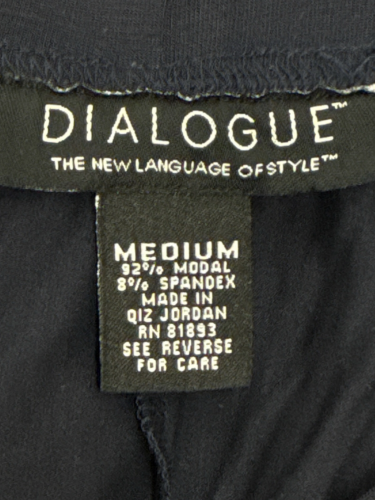 DIALOGUE™
THE NEW LANGUAGE OF STYLE™
MEDIUM
92% MODAL
8% SPANDEX
MADE IN
QIZ JORDAN
RN 81893
SEE REVERSE
FOR CARE